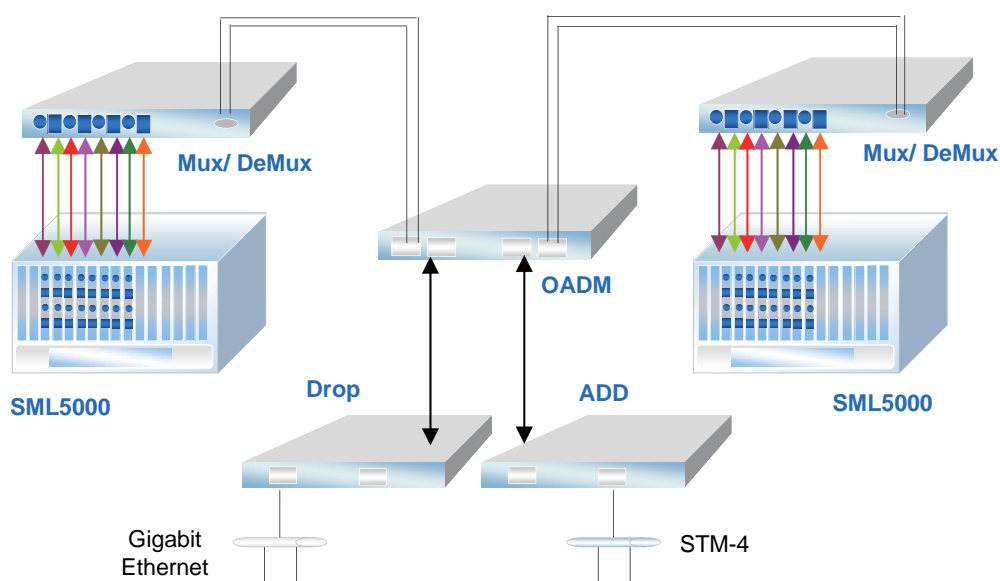 Mux/ DeMux
Mux/ DeMux
OADM
SML5000
Drop
ADD
SML5000
Gigabit
Ethernet
STM-4